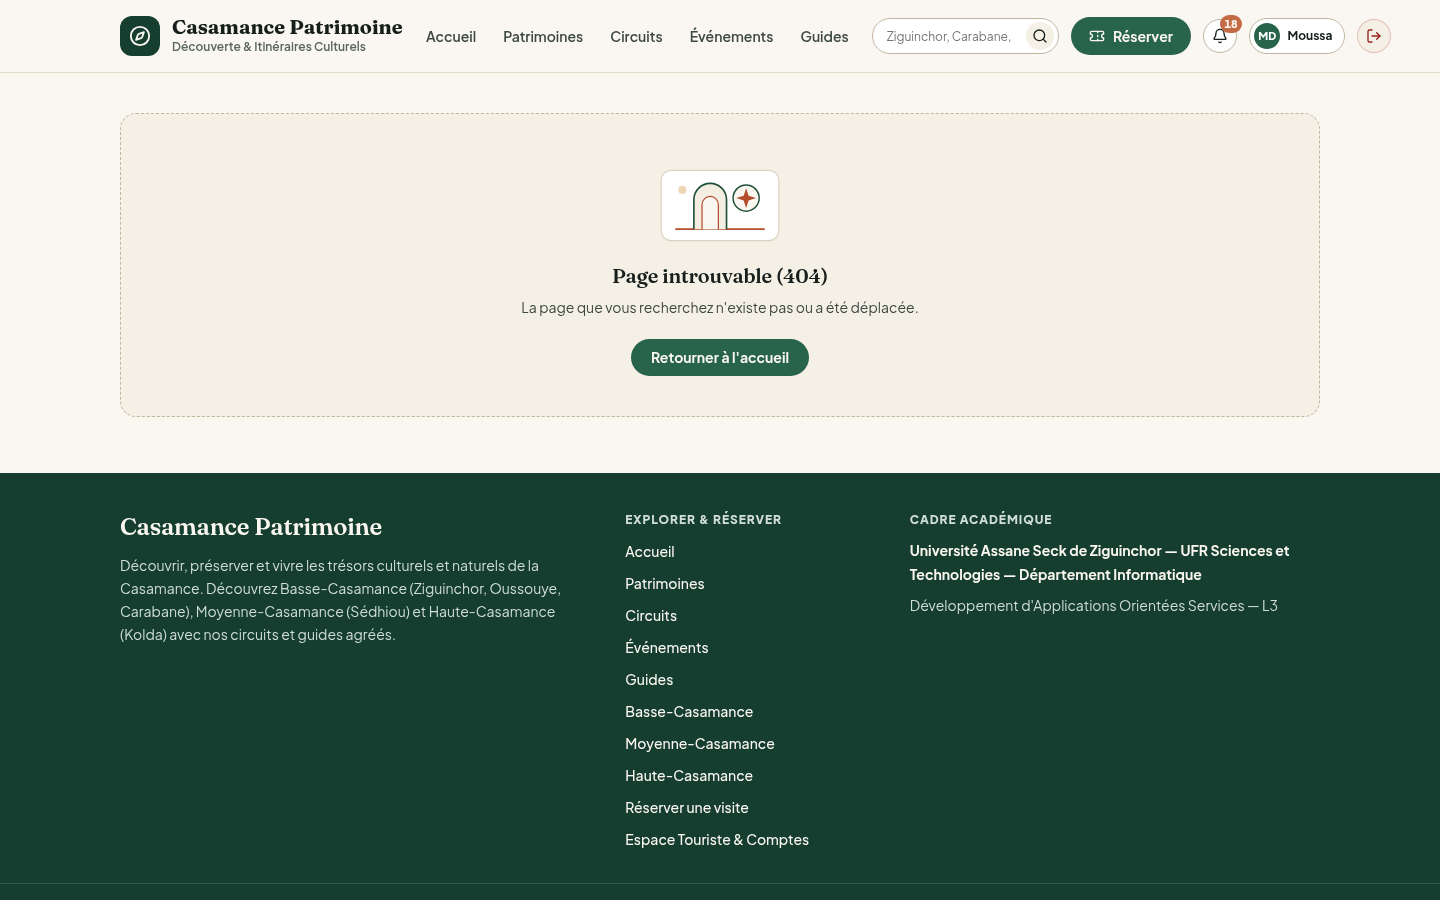 Casamance Patrimoine
Découverte & Itinéraires Culturels
Accueil
Patrimoines
Circuits
Événements
Guides
Ziguinchor, Carabane,
Réserver
18
MD
Moussa
Page introuvable (404)
La page que vous recherchez n'existe pas ou a été déplacée.
Retourner à l'accueil
Casamance Patrimoine
Découvrir, préserver et vivre les trésors culturels et naturels de la
Casamance. Découvrez Basse-Casamance (Ziguinchor, Oussouye,
Carabane), Moyenne-Casamance (Sédhiou) et Haute-Casamance
(Kolda) avec nos circuits et guides agréés.
EXPLORER & RÉSERVER
Accueil
Patrimoines
Circuits
Événements
Guides
Basse-Casamance
Moyenne-Casamance
Haute-Casamance
Réserver une visite
Espace Touriste & Comptes
CADRE ACADÉMIQUE
Université Assane Seck de Ziguinchor — UFR Sciences et
Technologies — Département Informatique
Développement d'Applications Orientées Services — L3